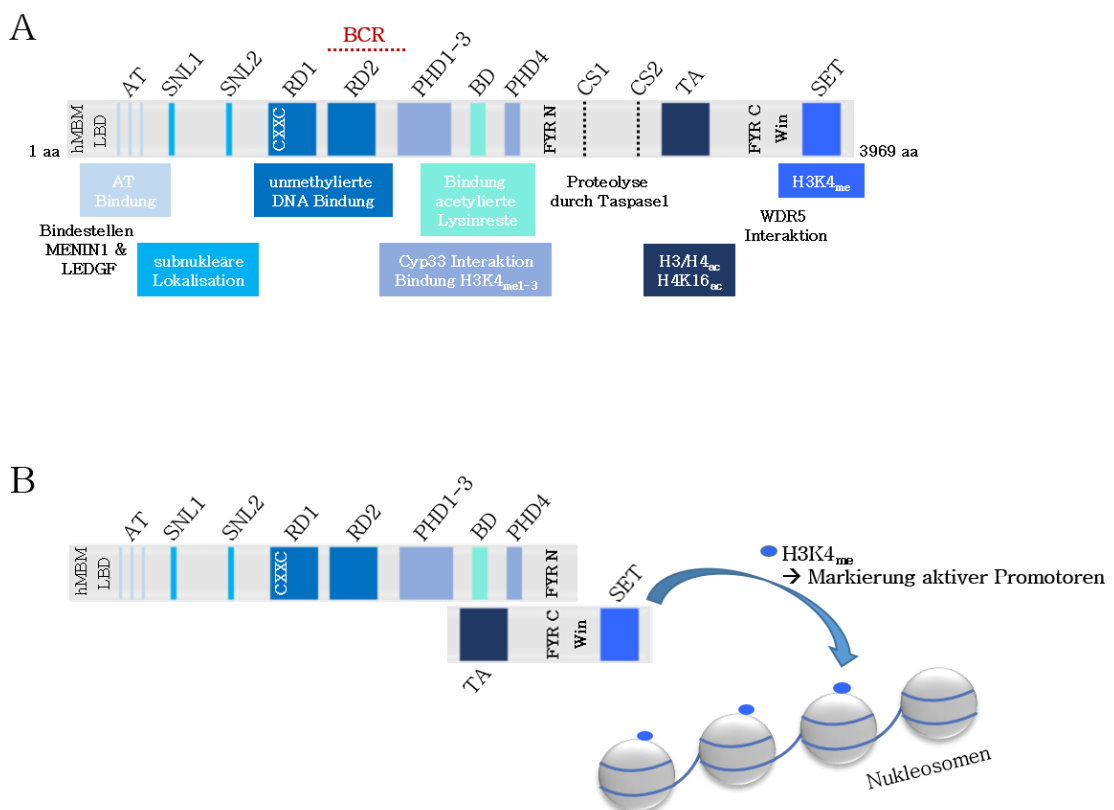 A
BCR
AT
SNL1
SNL2
RD1
RD2
PHD1-3
BD
PHD4
CS1
CS2
TA
SET
1 aa
hMBM
LBD
CXXC
FYR N
FYR C
Win
3969 aa
AT
Bindung
unmethylierte
DNA Bindung
Bindung
acetylierte
Lysinreste
Proteolyse
durch Taspase1
H3K4me
Bindestellen
MENIN1 &
LEDGF
WDR5
Interaktion
subnukleäre
Lokalisation
Cyp33 Interaktion
Bindung H3K4me1-3
H3/H4ac
H4K16ac
B
AT
SNL1
SNL2
RD1
RD2
PHD1-3
BD
PHD4
hMBM
LBD
CXXC
FYR N
TA
FYR C
Win
SET
H3K4me
→ Markierung aktiver Promotoren
Nukleosomen